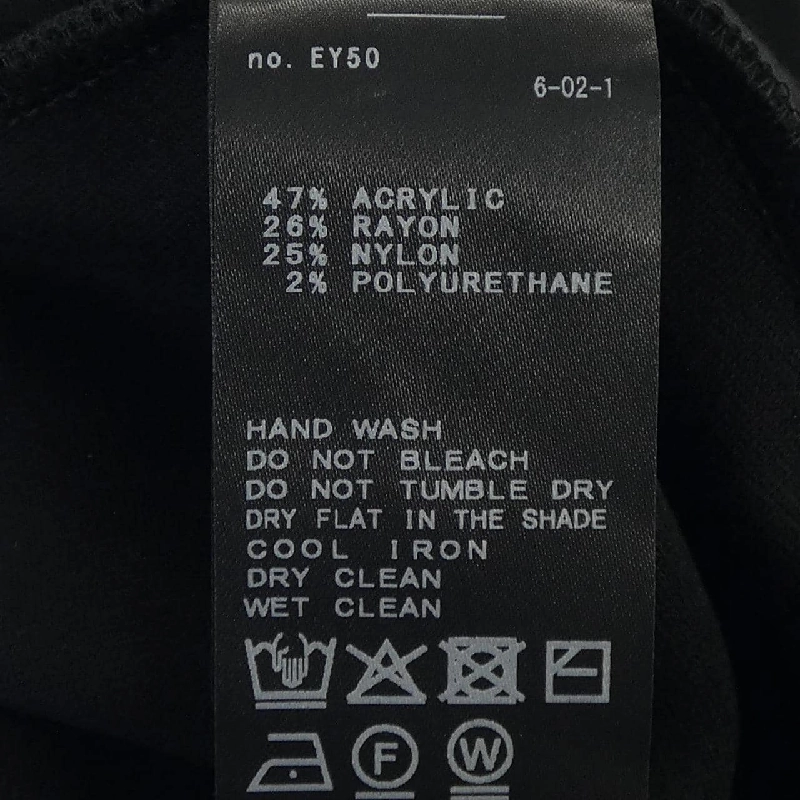 no. EY50
6-02-1
47% ACRYLIC
26% RAYON
25% NYLON
2% POLYURETHANE
HAND WASH
DO NOT BLEACH
DO NOT TUMBLE DRY
DRY FLAT IN THE SHADE
COOL IRON
DRY CLEAN
WET CLEAN
F W